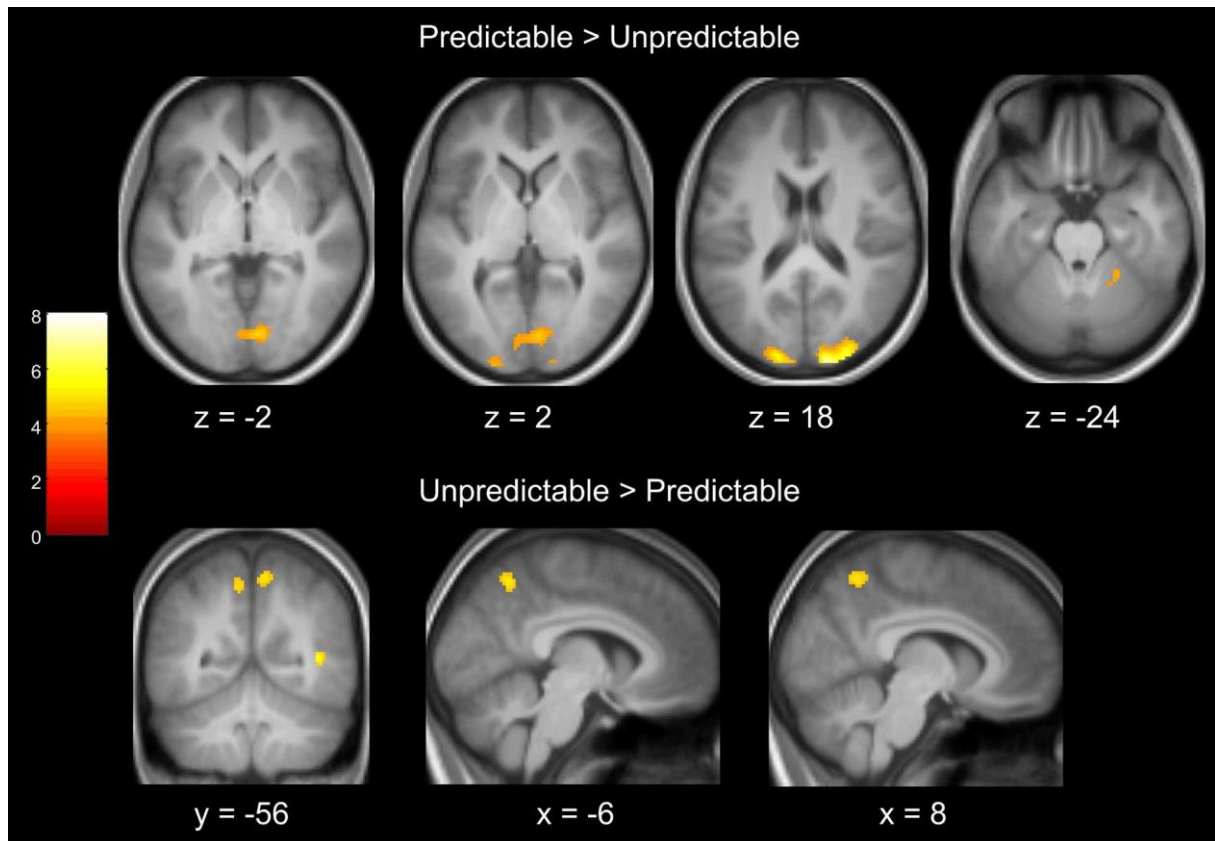 Predictable > Unpredictable
z = -2
z = 2
z = 18
z = -24
8
6
4
2
0
Unpredictable > Predictable
y = -56
x = -6
x = 8